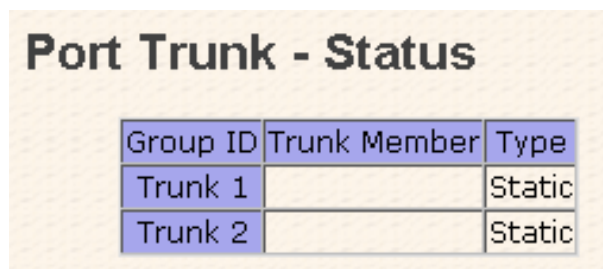 Port Trunk - Status
Group ID Trunk Member Type
Trunk 1 Static
Trunk 2 Static